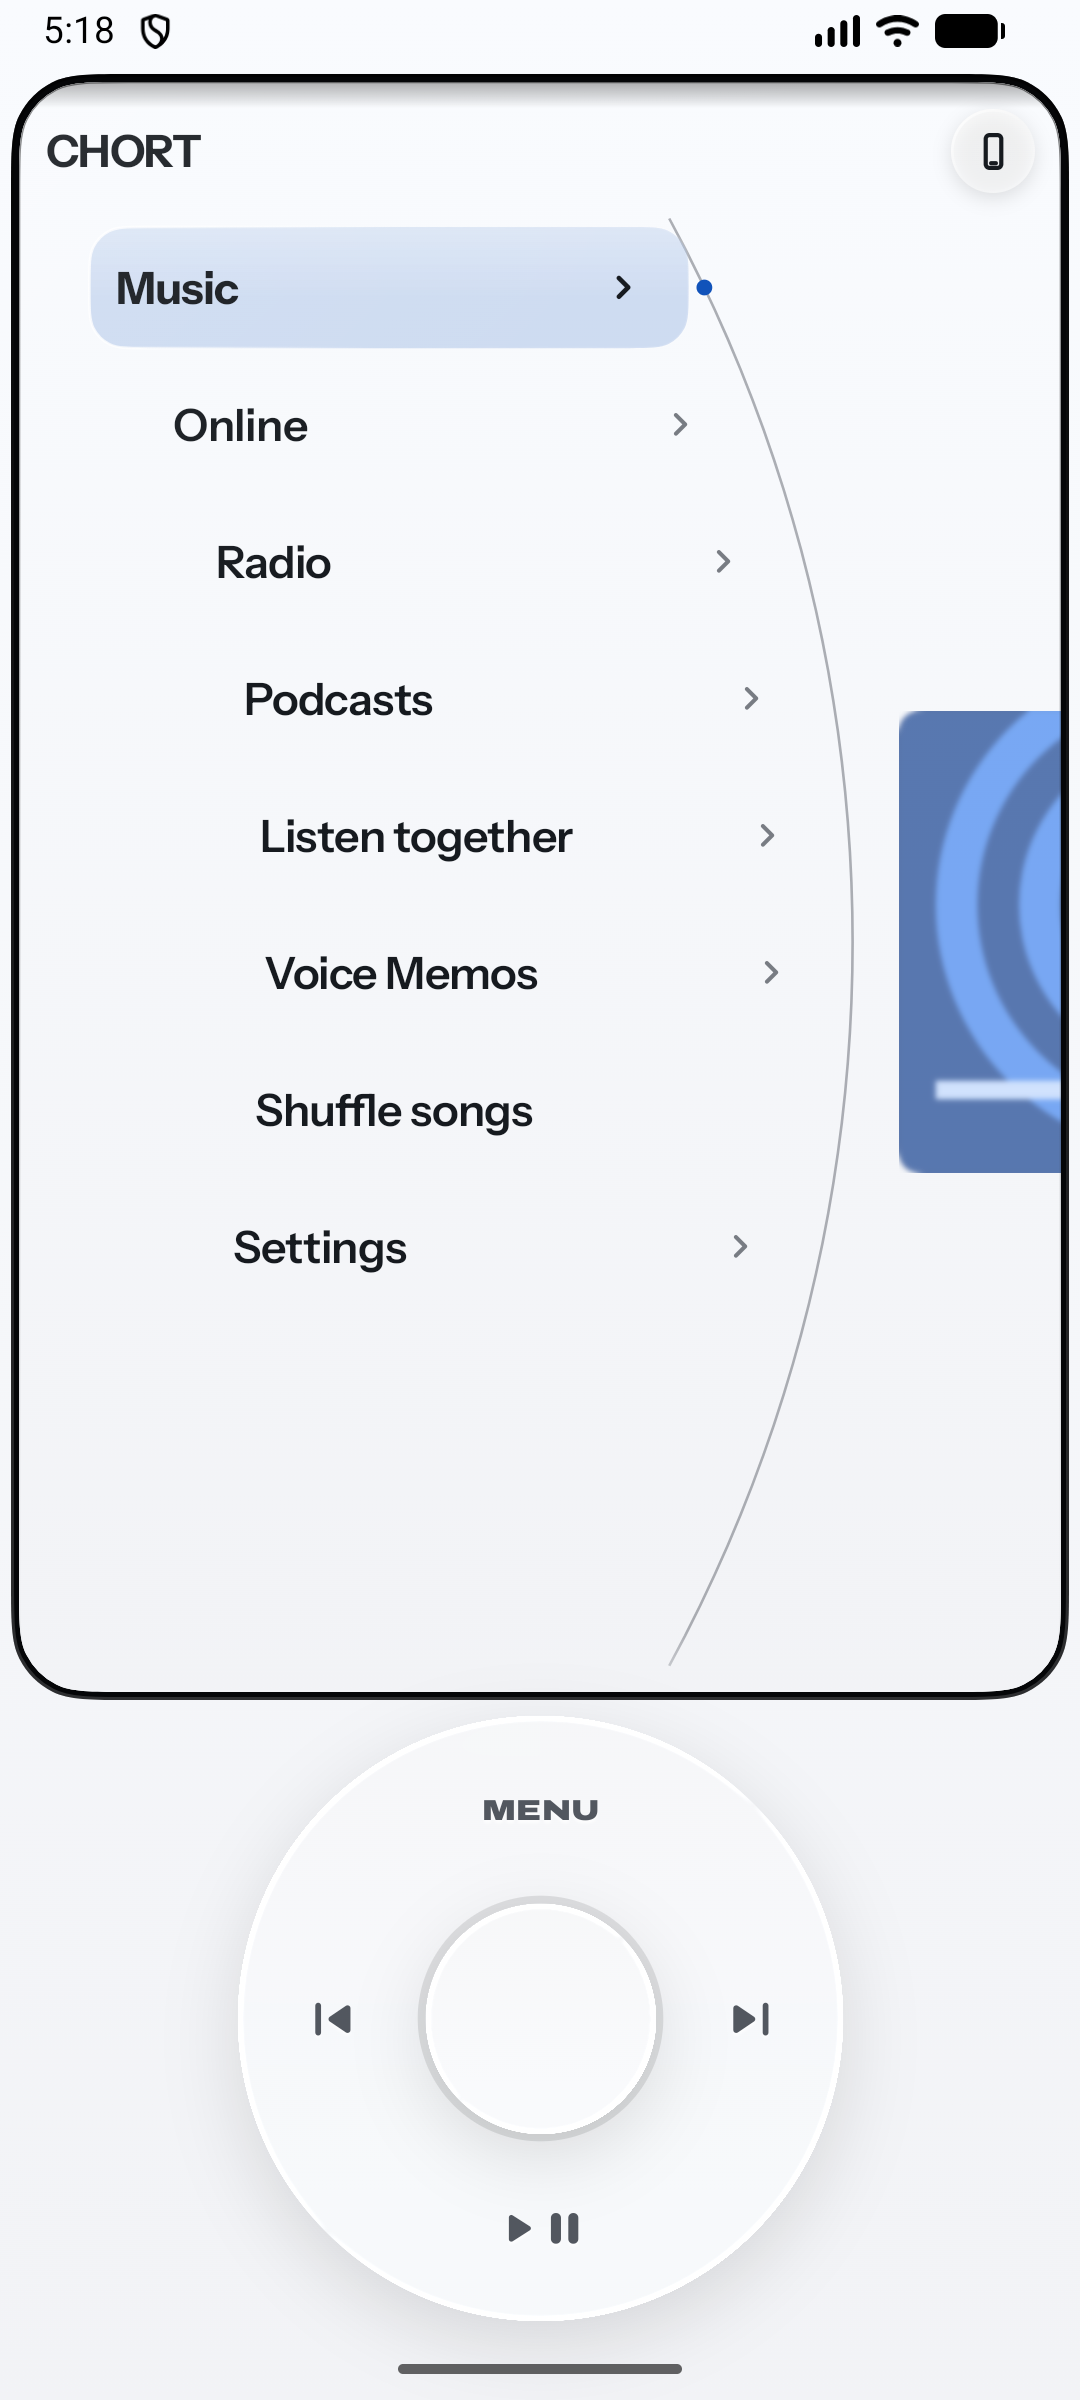 5:18
CHORT
Music
Online
Radio
Podcasts
Listen together
Voice Memos
Shuffle songs
Settings
MENU